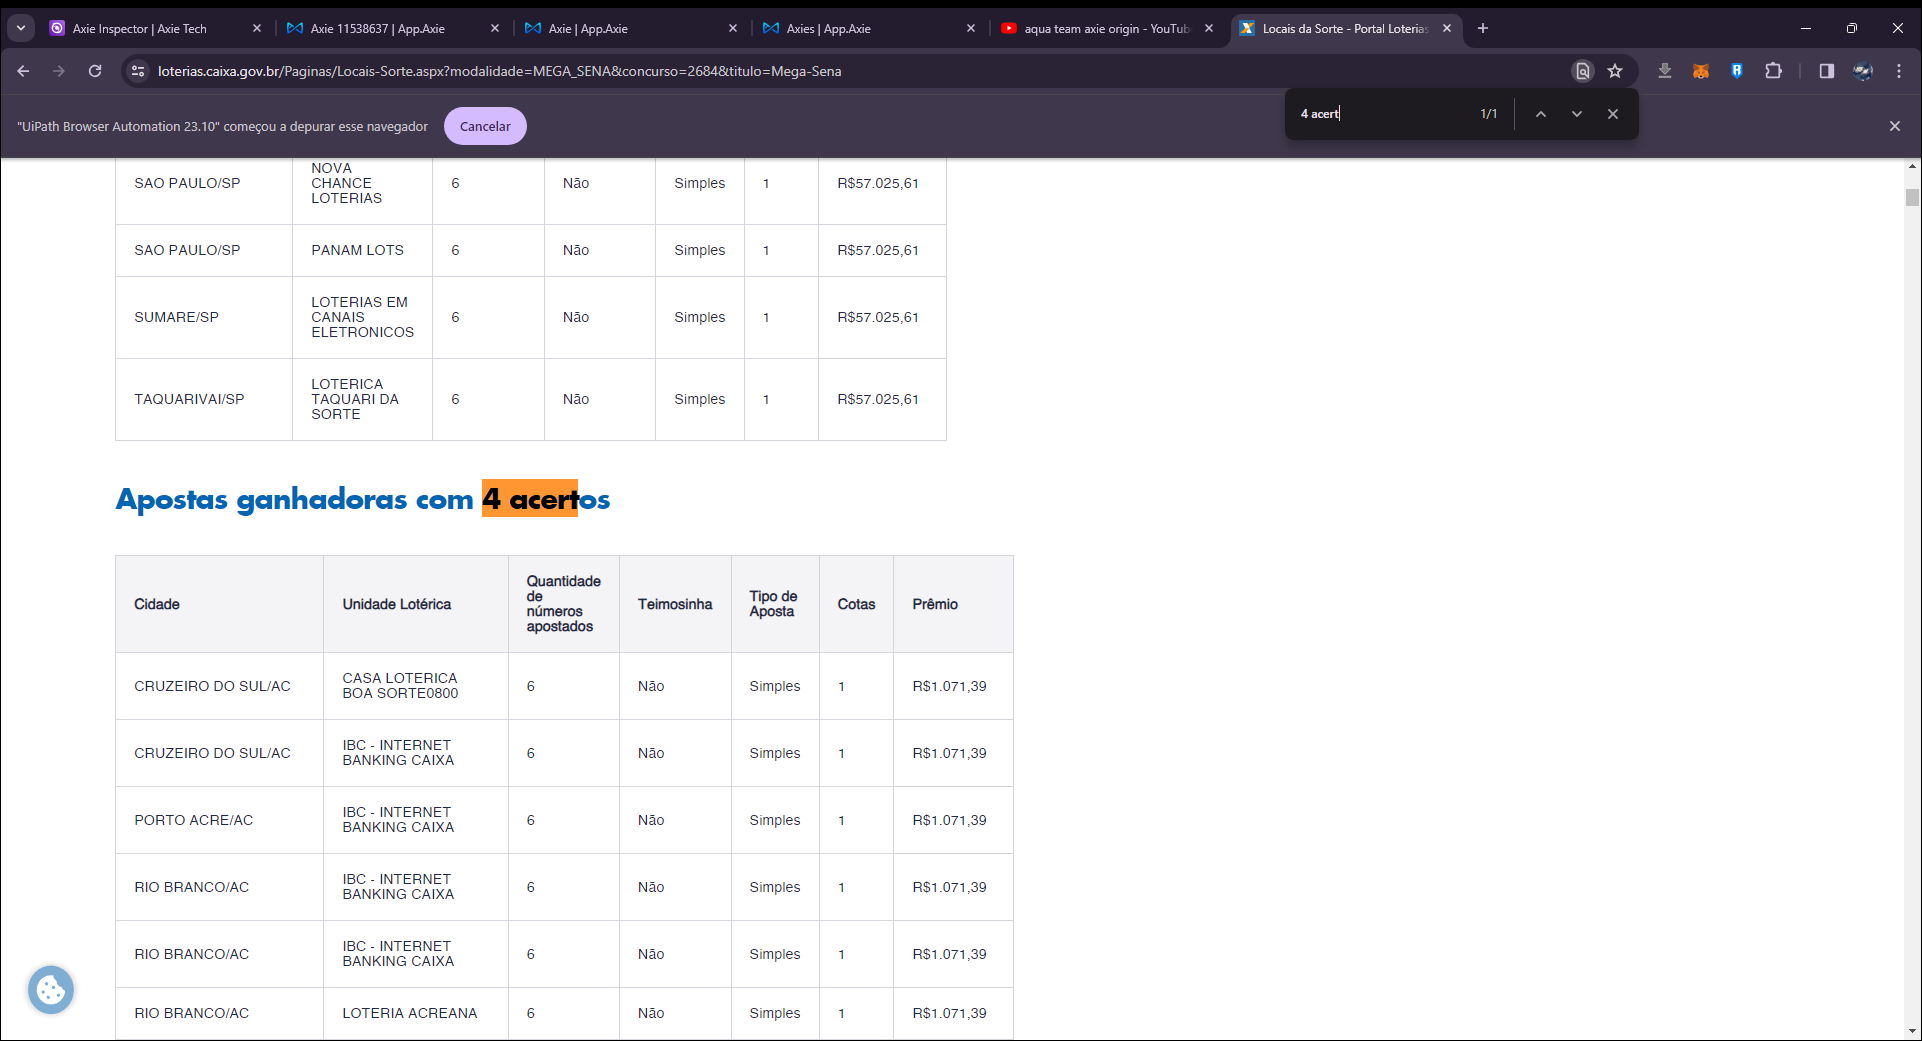 Axie Inspector | Axie Tech
Axie 11538637 | App.Axie
Axie | App.Axie
Axies | App.Axie
aqua team axie origin - YouTub
Locais da Sorte - Portal Loterias
loterias.caixa.gov.br/Paginas/Locais-Sorte.aspx?modalidade=MEGA_SENA&concurso=2684&titulo=Mega-Sena
"UiPath Browser Automation 23.10" começou a depurar esse navegador
Cancelar
4 acert
1/1
SAO PAULO/SP
NOVA
CHANCE
LOTERIAS
6
Não
Simples
1
R$57.025,61
SAO PAULO/SP
PANAM LOTS
6
Não
Simples
1
R$57.025,61
SUMARE/SP
LOTERIAS EM
CANAIS
ELETRONICOS
6
Não
Simples
1
R$57.025,61
TAQUARIVAI/SP
LOTERICA
TAQUARI DA
SORTE
6
Não
Simples
1
R$57.025,61
Apostas ganhadoras com 4 acertos
Cidade
Unidade Lotérica
Quantidade
de
números
apostados
Teimosinha
Tipo de
Aposta
Cotas
Prêmio
CRUZEIRO DO SUL/AC
CASA LOTERICA
BOA SORTE0800
6
Não
Simples
1
R$1.071,39
CRUZEIRO DO SUL/AC
IBC - INTERNET
BANKING CAIXA
6
Não
Simples
1
R$1.071,39
PORTO ACRE/AC
IBC - INTERNET
BANKING CAIXA
6
Não
Simples
1
R$1.071,39
RIO BRANCO/AC
IBC - INTERNET
BANKING CAIXA
6
Não
Simples
1
R$1.071,39
RIO BRANCO/AC
IBC - INTERNET
BANKING CAIXA
6
Não
Simples
1
R$1.071,39
RIO BRANCO/AC
LOTERIA ACREANA
6
Não
Simples
1
R$1.071,39